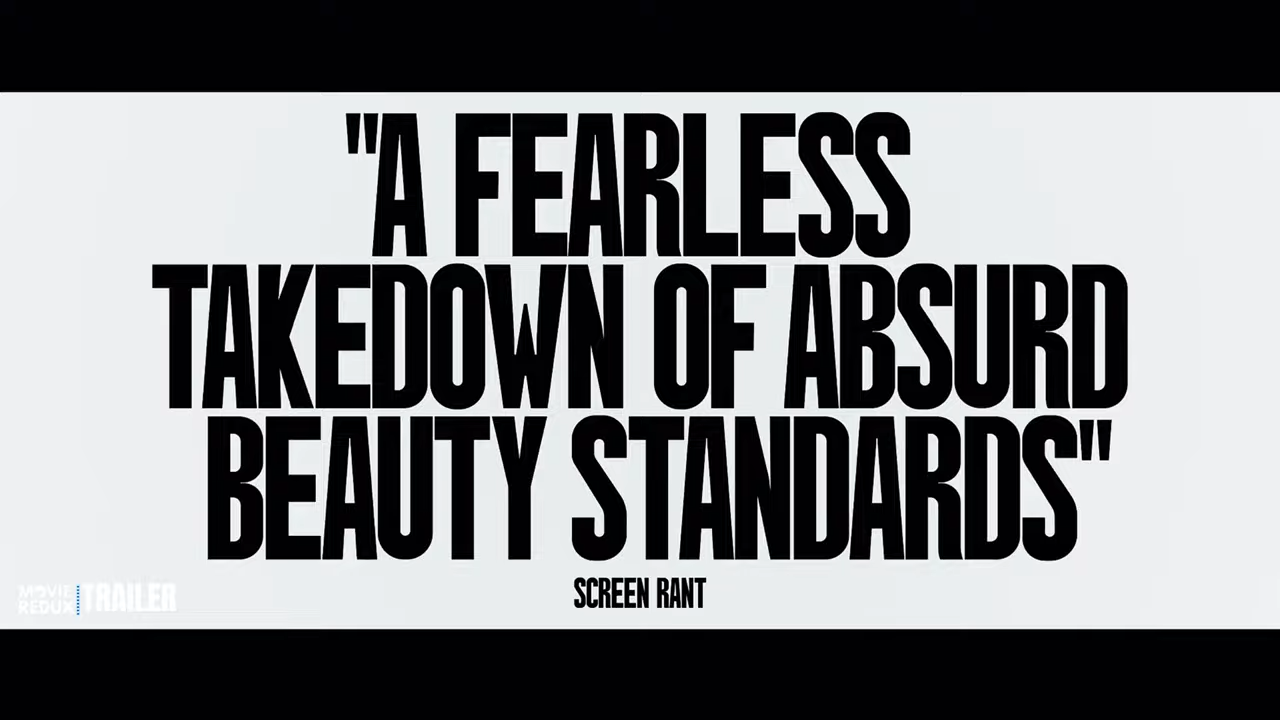 "A FEARLESS
TAKEDOWN OF ABSURD
BEAUTY STANDARDS"
SCREEN RANT
MOVIE
REDUX
TRAILER